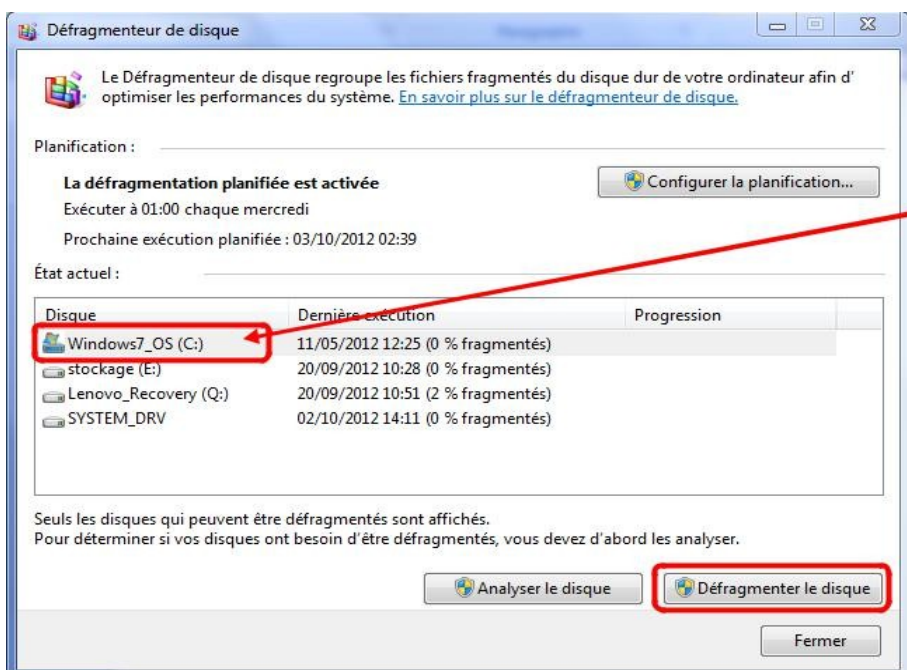 Défragmenteur de disque
Le Défragmenteur de disque regroupe les fichiers fragmentés du disque dur de votre ordinateur afin d'
optimiser les performances du système. En savoir plus sur le défragmenteur de disque.
Planification :
La défragmentation planifiée est activée
Configurer la planification...
Exécuter à 01:00 chaque mercredi
Prochaine exécution planifiée : 03/10/2012 02:39
État actuel :
Disque Dernière exécution Progression
Windows7_OS (C:) 11/05/2012 12:25 (0 % fragmentés)
stockage (E:) 20/09/2012 10:28 (0 % fragmentés)
Lenovo_Recovery (Q:) 20/09/2012 10:51 (2 % fragmentés)
SYSTEM_DRV 02/10/2012 14:11 (0 % fragmentés)
Seuls les disques qui peuvent être défragmentés sont affichés.
Pour déterminer si vos disques ont besoin d'être défragmentés, vous devez d'abord les analyser.
Analyser le disque Défragmenter le disque
Fermer